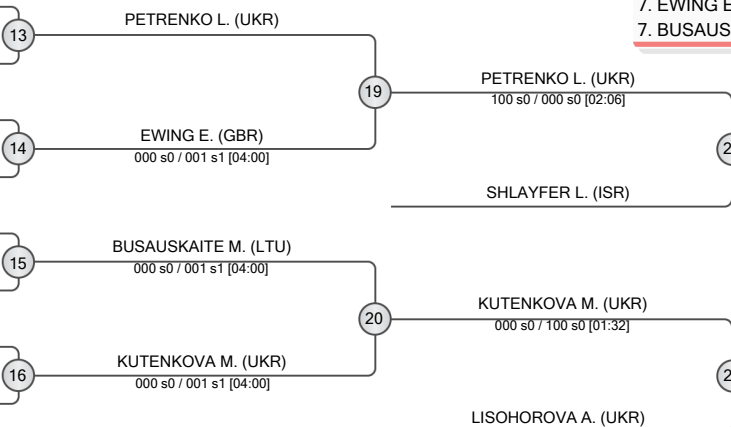 7. EWING E
7. BUSAUS
PETRENKO L. (UKR)
13
19
PETRENKO L. (UKR)
100 s0 / 000 s0 [02:06]
14
EWING E. (GBR)
000 s0 / 001 s1 [04:00]
2
SHLAYFER L. (ISR)
15
BUSAUSKAITE M. (LTU)
000 s0 / 001 s1 [04:00]
20
KUTENKOVA M. (UKR)
000 s0 / 100 s0 [01:32]
16
KUTENKOVA M. (UKR)
000 s0 / 001 s1 [04:00]
2
LISOHOROVA A. (UKR)